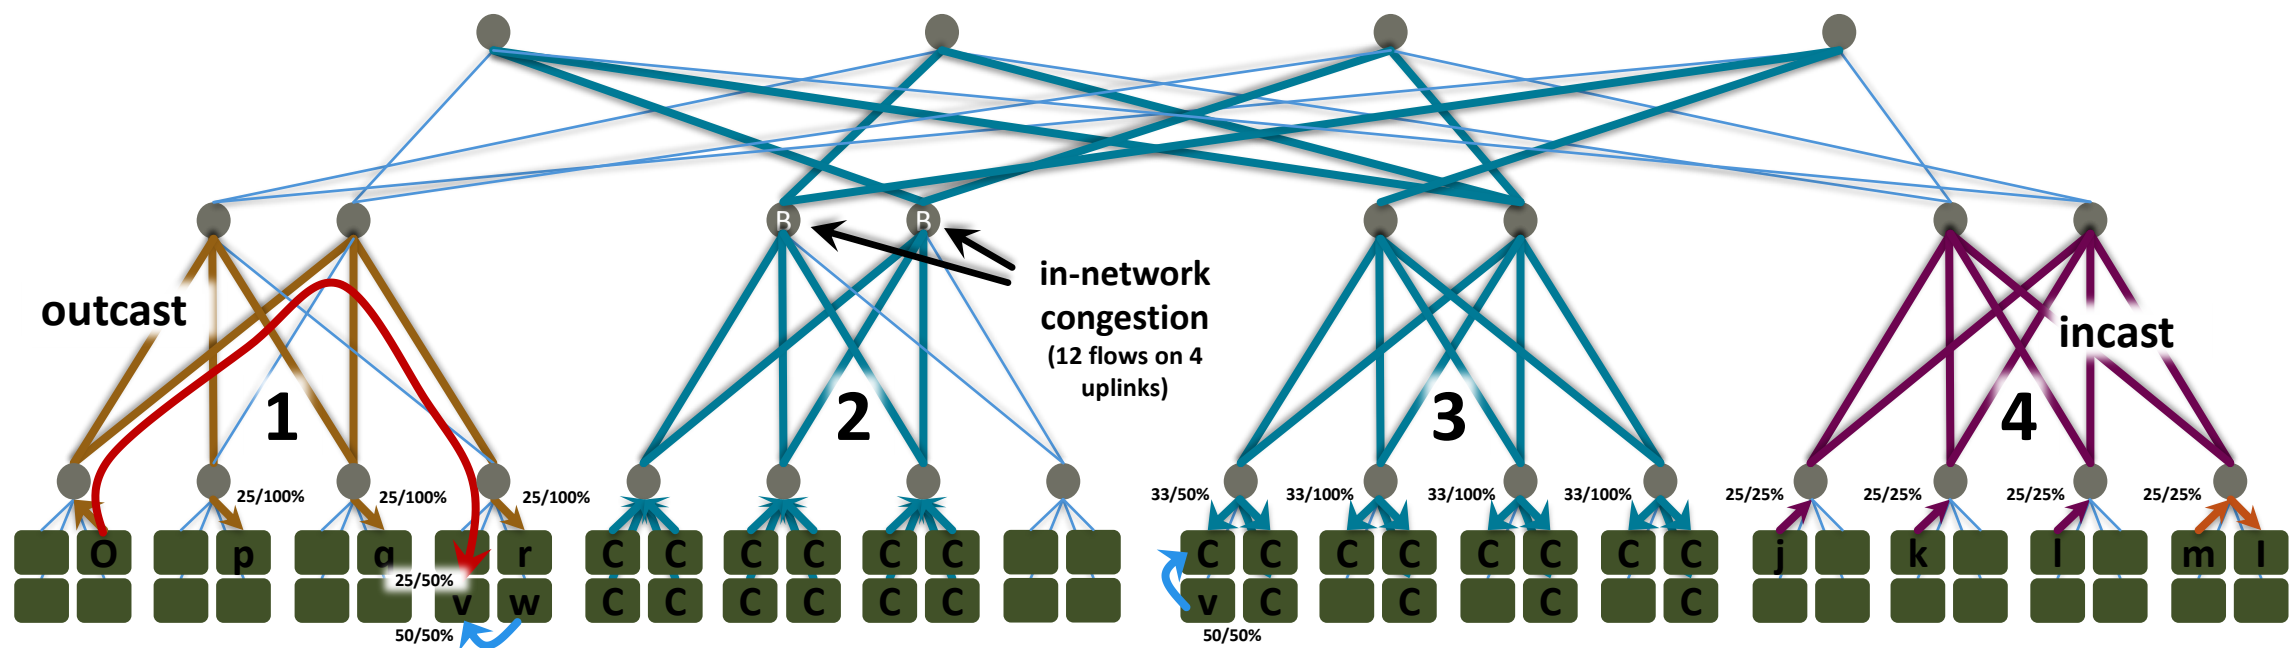 B B
in-network
congestion
(12 flows on 4
uplinks)
outcast
incast
1 2 3 4
25/100% 25/100% 25/100%
33/50% 33/100% 33/100% 33/100%
25/25% 25/25% 25/25% 25/25%
O p q r C C C C C C C C C C C C C C j k l m I
25/50%
v w C C C C C C v C C C C
50/50% 50/50%